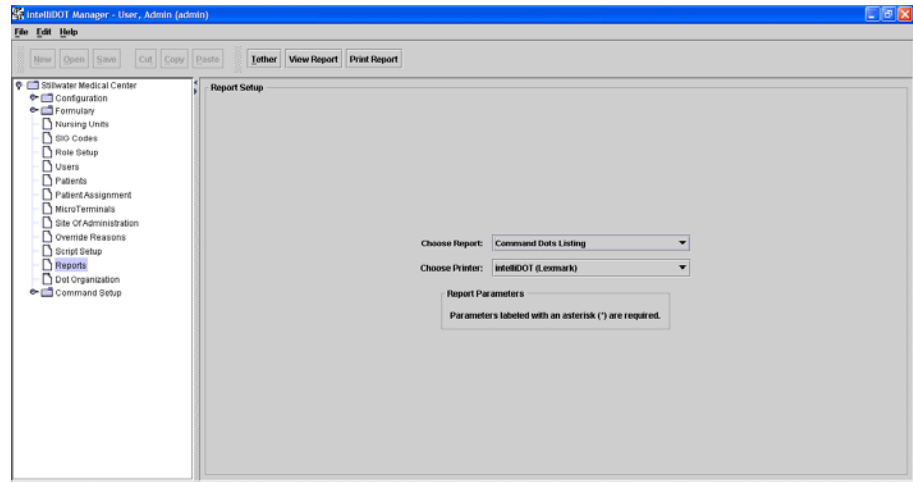 intelliDOT Manager - User, Admin (admin)
File Edit Help
New Open Save Cut Copy Paste Tether View Report Print Report
Stillwater Medical Center
Configuration
Formulary
Nursing Units
SIG Codes
Role Setup
Users
Patients
Patient Assignment
MicroTerminals
Site Of Administration
Override Reasons
Script Setup
Reports
Dot Organization
Command Setup
Report Setup
Choose Report: Command Dots Listing
Choose Printer: intelliDOT (Lexmark)
Report Parameters
Parameters labeled with an asterisk (*) are required.